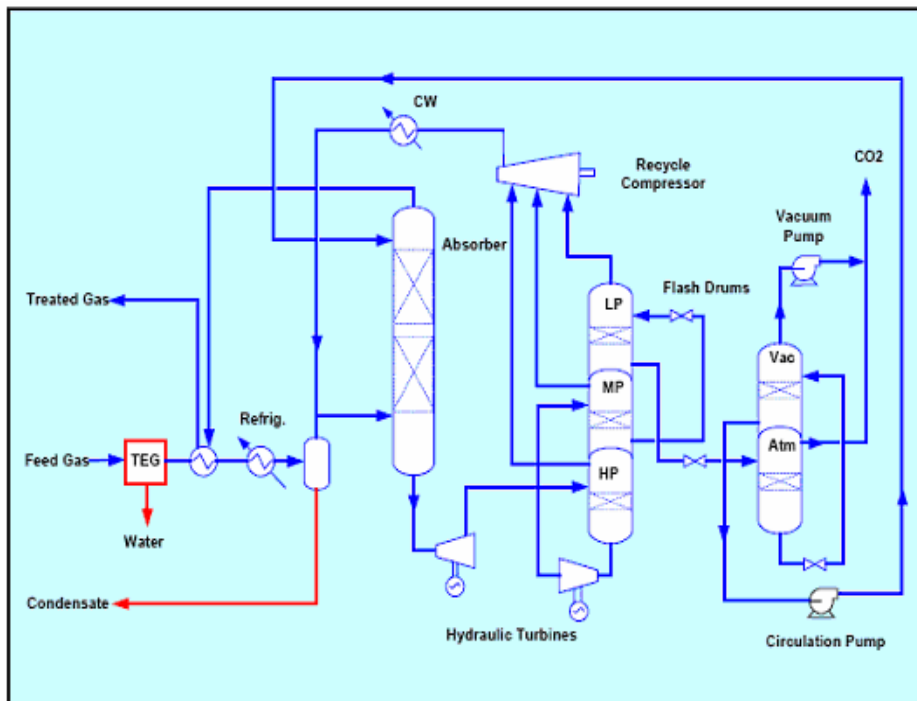 CW
CO2
Recycle
Compressor
Vacuum
Pump
Absorber
Treated Gas
Flash Drums
LP
Vac
MP
Refrig.
Atm
Feed Gas
TEG
HP
Water
Condensate
Hydraulic Turbines
Circulation Pump